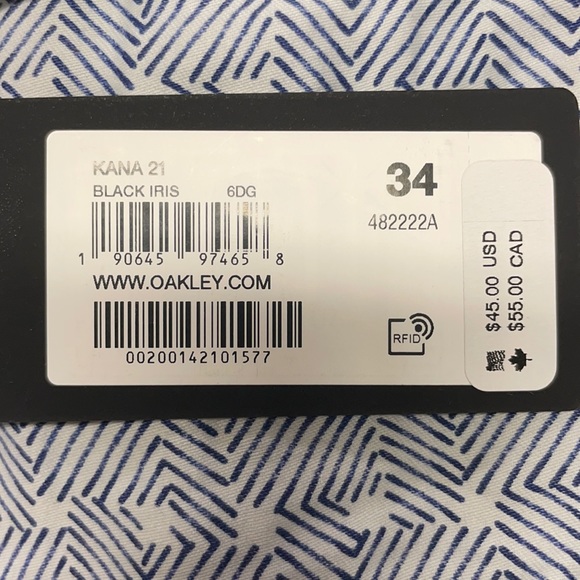 KANA 21
BLACK IRIS 6DG
34
482222A
1 90645 97465 8
WWW.OAKLEY.COM
00200142101577
RFID
$45.00 USD
$55.00 CAD